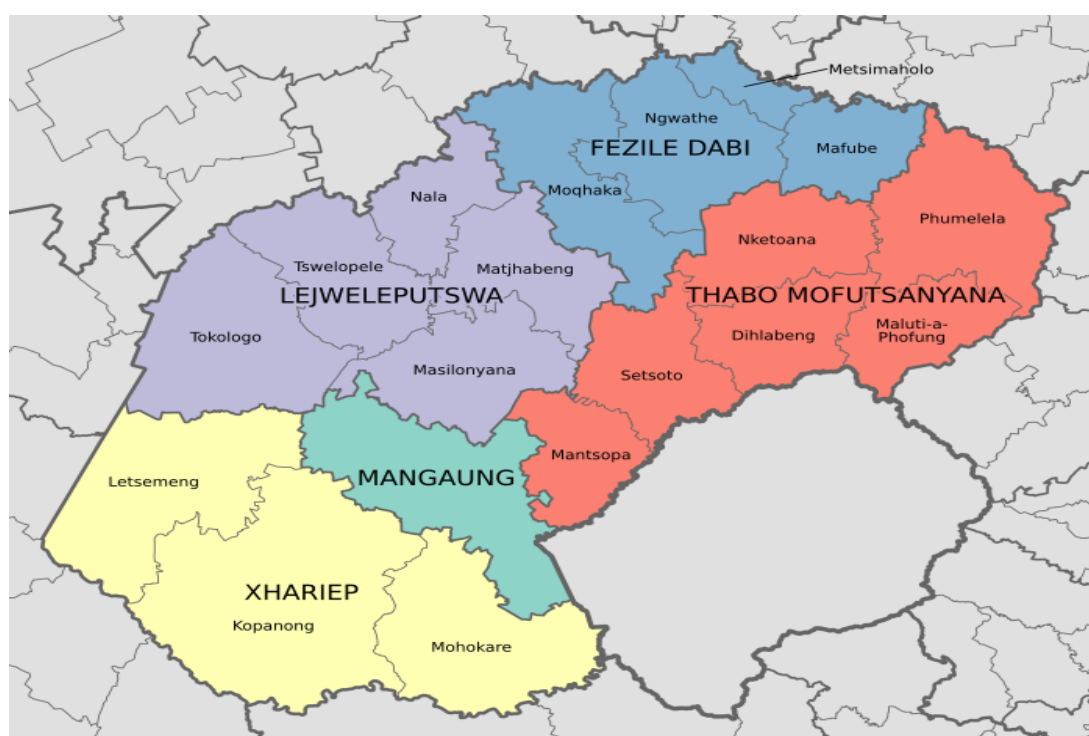 Metsimaholo
Ngwathe
FEZILE DABI
Mafube
Moqhaka
Nala
Phumelela
Nketoana
Tswelopele
Matjhabeng
LEJWELEPUTSWA
THABO MOFUTSANYANA
Tokologo
Dihlabeng
Maluti-a-
Phofung
Masilonyana
Setsoto
Mantsopa
MANGAUNG
Letsemeng
XHARIEP
Kopanong
Mohokare